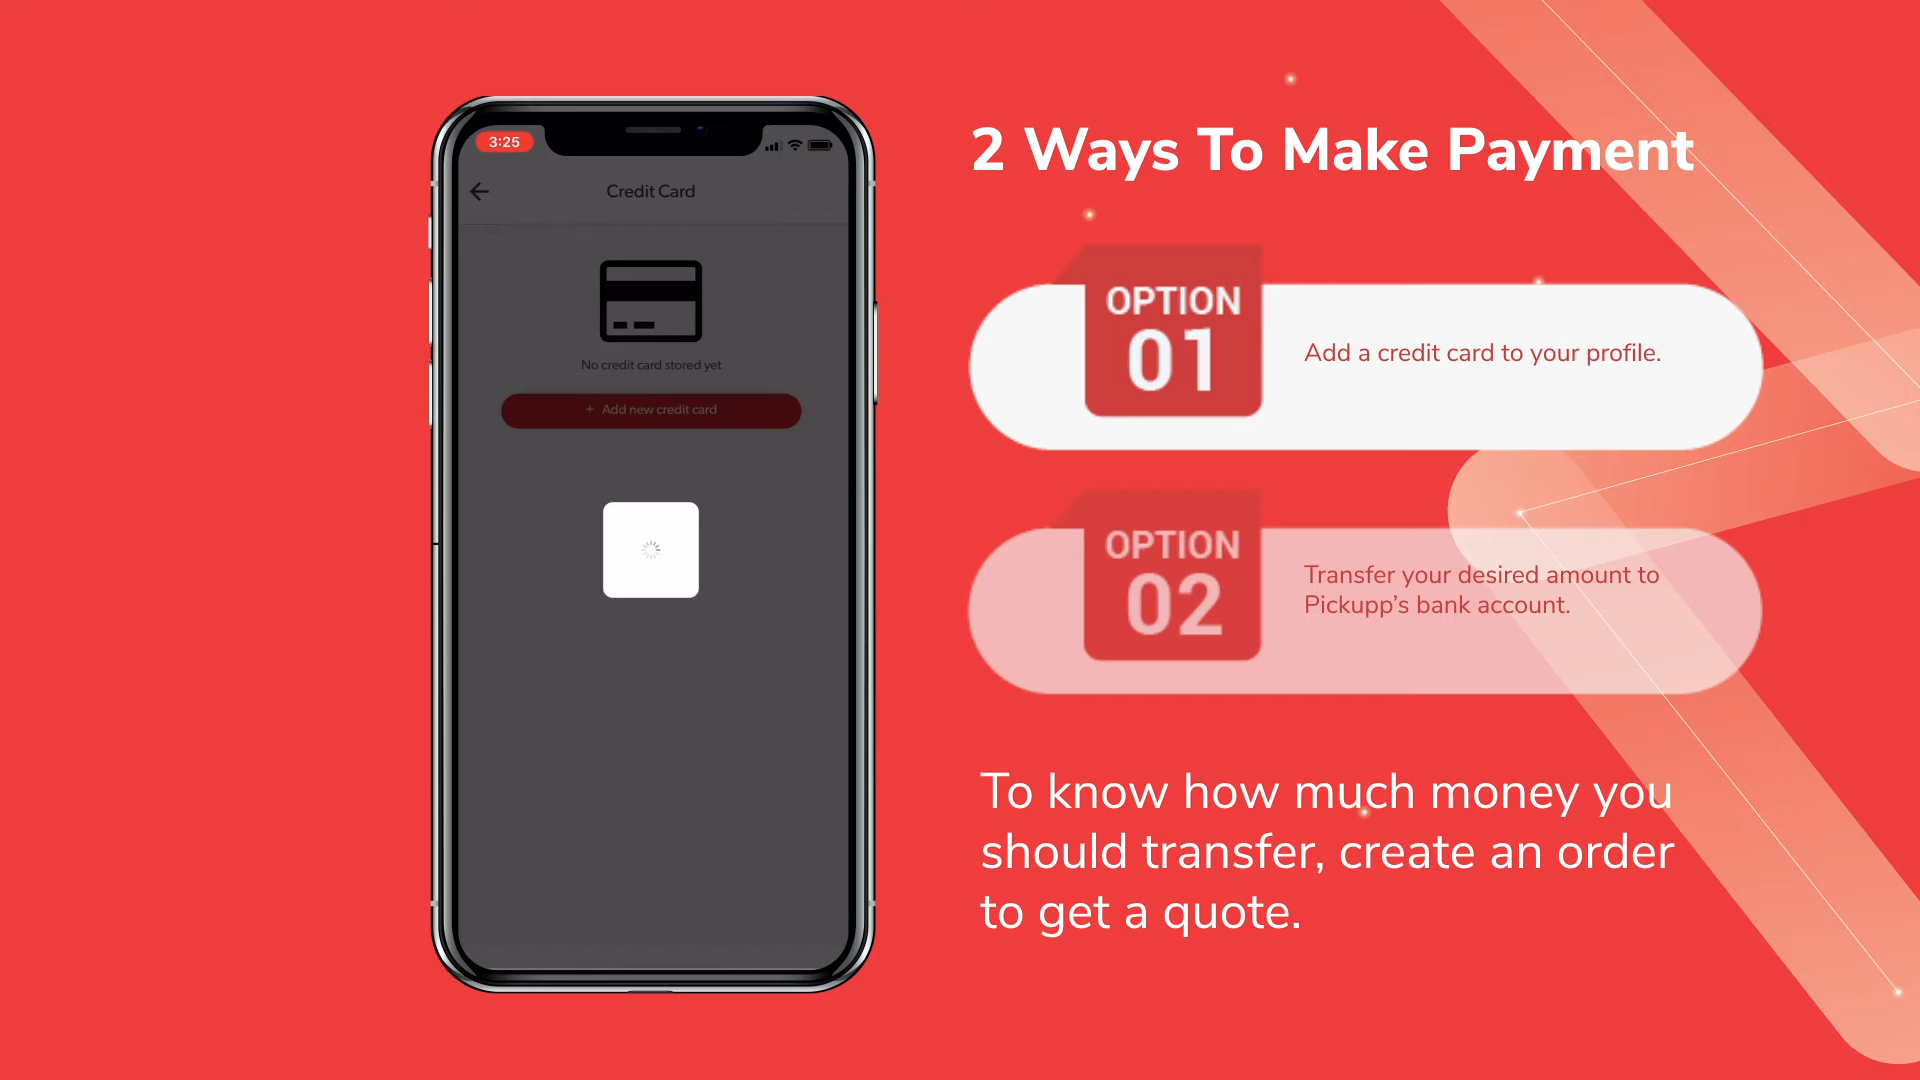 3:25
Credit Card
No credit card stored yet
+ Add new credit card
2 Ways To Make Payment
OPTION
01
Add a credit card to your profile.
OPTION
02
Transfer your desired amount to
Pickupp's bank account.
To know how much money you
should transfer, create an order
to get a quote.